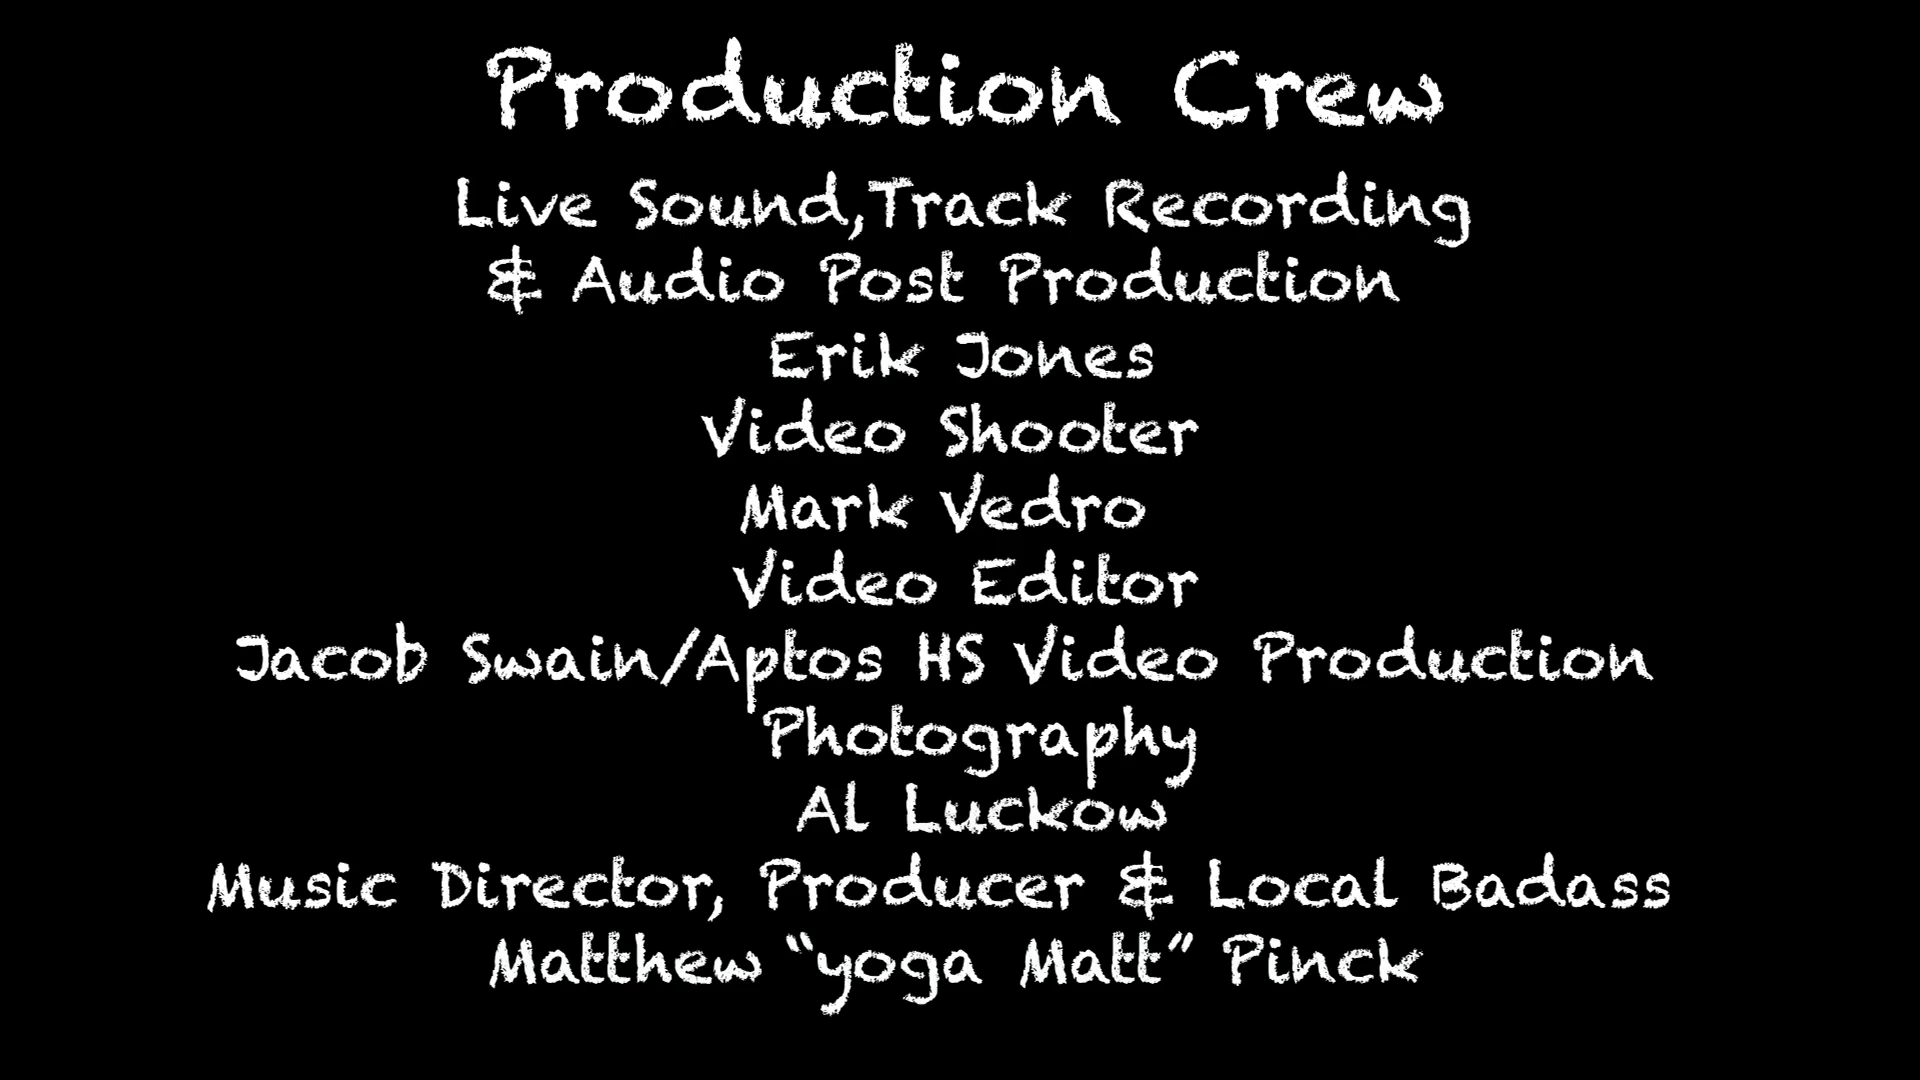 Production Crew
Live Sound,Track Recording
& Audio Post Production
Erik Jones
Video Shooter
Mark Vedro
Video Editor
Jacob Swain/Aptos HS Video Production
Photography
Al Luckow
Music Director, Producer & Local Badass
Matthew “yoga Matt” Pinck